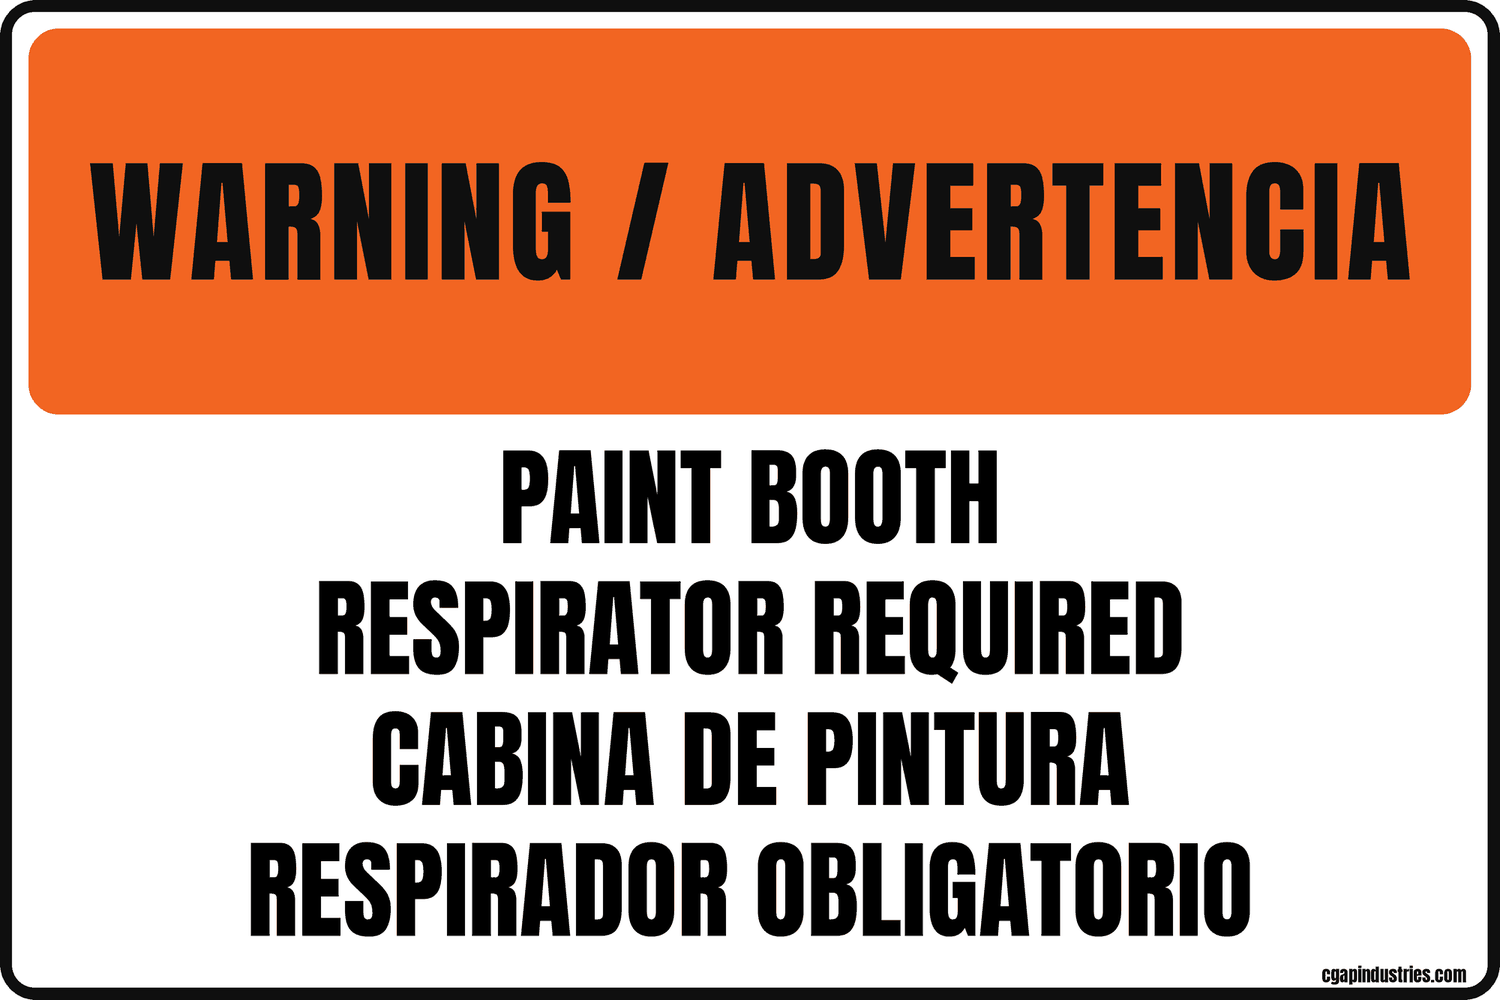 WARNING / ADVERTENCIA
PAINT BOOTH
RESPIRATOR REQUIRED
CABINA DE PINTURA
RESPIRADOR OBLIGATORIO
cgapindustries.com